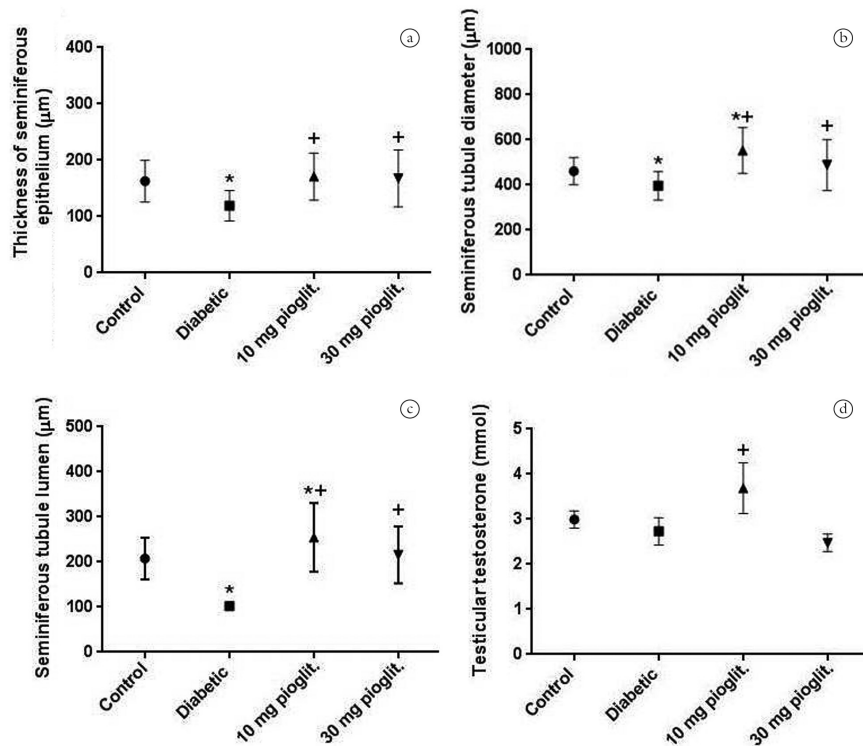 ⓐ
Thickness of seminiferous
epithelium (μm)
400
300
200
100
0
*
+
+
Control
Diabetic
10 mg pioglit.
30 mg pioglit.
ⓑ
Seminiferous tubule diameter (μm)
1000
800
600
400
200
0
*
*+
+
Control
Diabetic
10 mg pioglit.
30 mg pioglit.
ⓒ
Seminiferous tubule lumen (μm)
500
400
300
200
100
0
*
*+
+
Control
Diabetic
10 mg pioglit.
30 mg pioglit.
ⓓ
Testicular testosterone (mmol)
5
4
3
2
1
0
+
Control
Diabetic
10 mg pioglit.
30 mg pioglit.